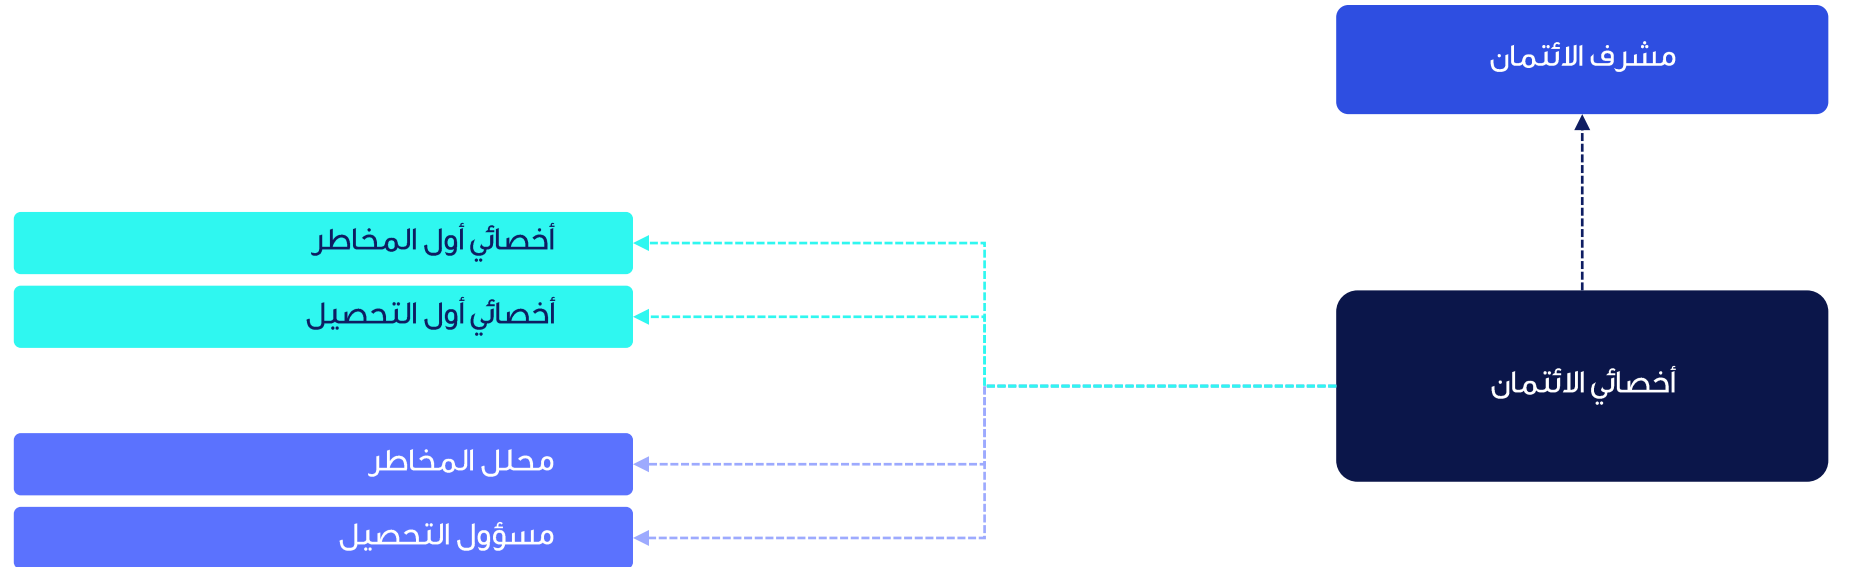 مشرف الائتمان
أخصائي الائتمان
أخصائي أول المخاطر
أخصائي أول التحصيل
محلل المخاطر
مسؤول التحصيل